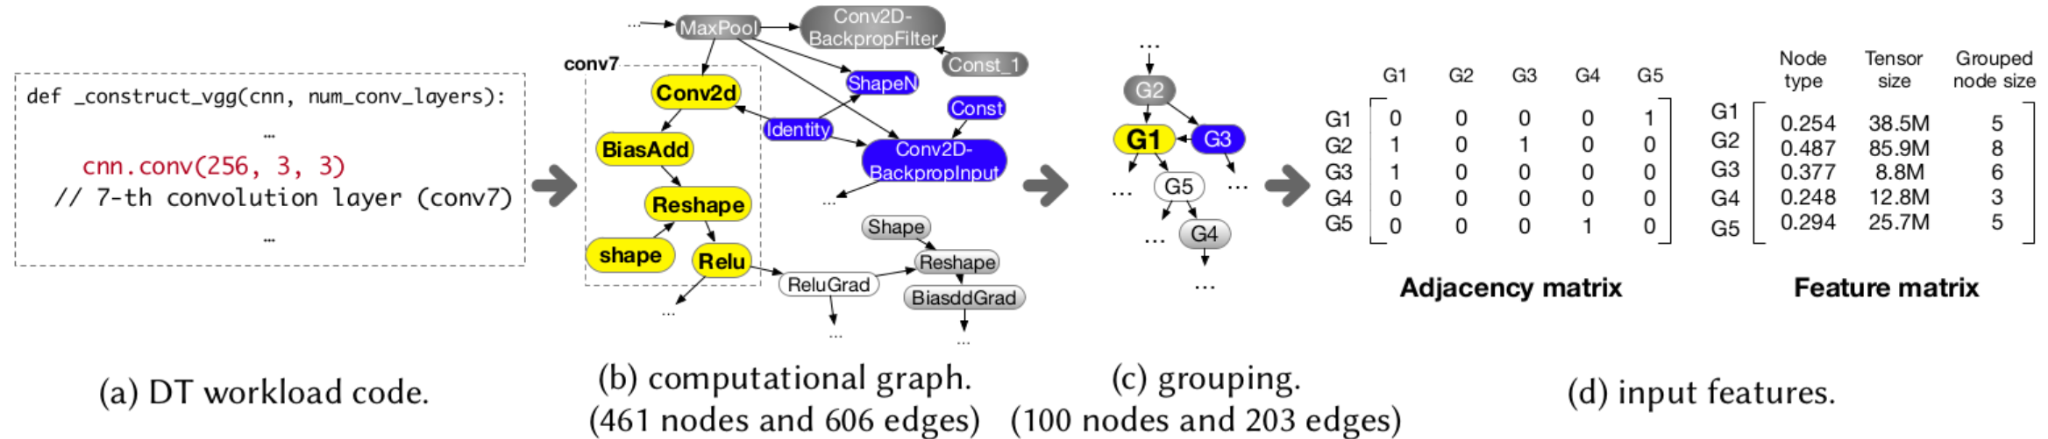 def _construct_vgg(cnn, num_conv_layers):
…
cnn.conv(256, 3, 3)
// 7-th convolution layer (conv7)
…
(a) DT workload code.
...
MaxPool
Conv2D-
BackpropFilter
Const_1
conv7
Conv2d
ShapeN
Const
Identity
BiasAdd
Conv2D-
BackpropInput
...
Reshape
shape
Relu
...
Shape
Reshape
ReluGrad
BiasddGrad
...
...
(b) computational graph.
(461 nodes and 606 edges)
...
G2
G1
G3
...
G5
...
...
G4
...
(c) grouping.
(100 nodes and 203 edges)
G1 G2 G3 G4 G5
G1 0 0 0 0 1
G2 1 0 1 0 0
G3 1 0 0 0 0
G4 0 0 0 0 0
G5 0 0 0 1 0
Adjacency matrix
Node Tensor Grouped
type size node size
G1 0.254 38.5M 5
G2 0.487 85.9M 8
G3 0.377 8.8M 6
G4 0.248 12.8M 3
G5 0.294 25.7M 5
Feature matrix
(d) input features.